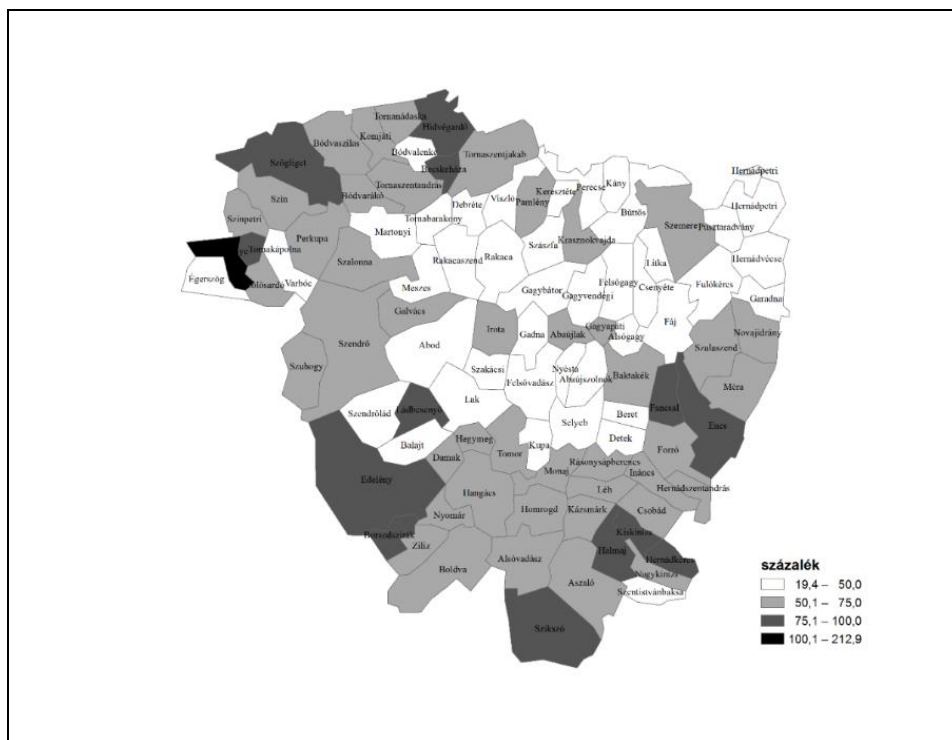 Tornanádaska
Hidvégardó
Komjáti
Bódvaszilas
Bódvalenke
Becskeháza
Tornaszentjakab
Szögliget
Tornaszentandrás
Szin
Bódvarákó
Szinpetri
Perkupa
Tornakápolna
Varbóc
Égerszög
Szalonna
Martonyi
Tornabarakony
Debréte
Viszló
Pamlény
Keresztéte
Perecse
Kány
Büttös
Szemere
Pusztaradvány
Hernádpetri
Hernádpetri
Hernádvécse
Krasznokvajda
Szászfa
Rakaca
Rakacaszend
Meszes
Litka
Csenyéte
Felsőgagy
Gagyvendégi
Gagybátor
Fulókércs
Garadna
Fáj
Galvács
Szendrő
Szuhogy
Abod
Irota
Gadna
Abaújlak
Gagyapáti
Alsógagy
Novajidrány
Szalaszend
Méra
Szakácsi
Felsővadász
Nyésta
Abaújszolnok
Baktakék
Fancsal
Encs
Lak
Szendrőlád
Ládbesenyő
Balajt
Selyeb
Beret
Detek
Forró
Kupa
Hegymeg
Tomor
Damak
Edelény
Monaj
Rásonysápberencs
Ináncs
Hernádszentandrás
Hangács
Homrogd
Léh
Kázsmárk
Csobád
Nyomár
Borsodszirák
Ziliz
Boldva
Alsóvadász
Aszaló
Halmaj
Kiskinizs
Hernádkércs
Nagykinizs
Szentistvánbaksa
Szikszó
százalék
19,4 – 50,0
50,1 – 75,0
75,1 – 100,0
100,1 – 212,9